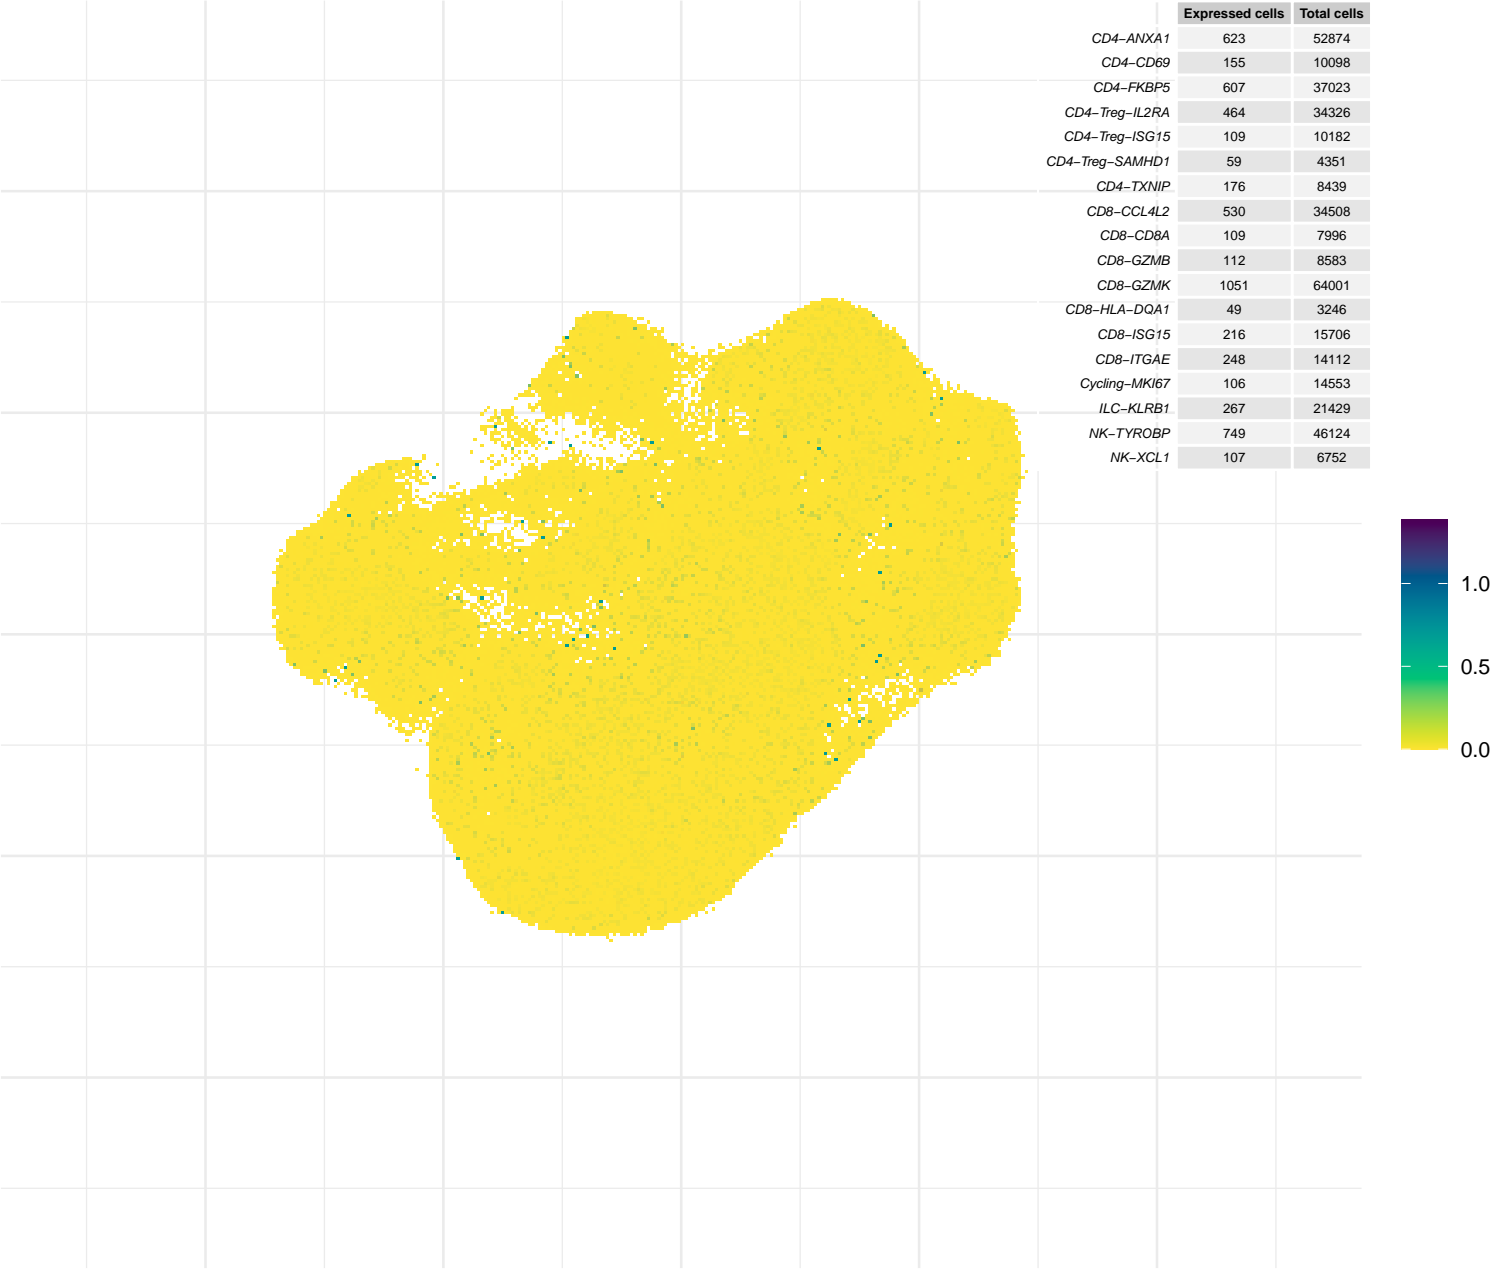 Expressed cells Total cells
CD4−ANXA1 623 52874
CD4−CD69 155 10098
CD4−FKBP5 607 37023
CD4−Treg−IL2RA 464 34326
CD4−Treg−ISG15 109 10182
CD4−Treg−SAMHD1 59 4351
CD4−TXNIP 176 8439
CD8−CCL4L2 530 34508
CD8−CD8A 109 7996
CD8−GZMB 112 8583
CD8−GZMK 1051 64001
CD8−HLA−DQA1 49 3246
CD8−ISG15 216 15706
CD8−ITGAE 248 14112
Cycling−MKI67 106 14553
ILC−KLRB1 267 21429
NK−TYROBP 749 46124
NK−XCL1 107 6752
1.0
0.5
0.0